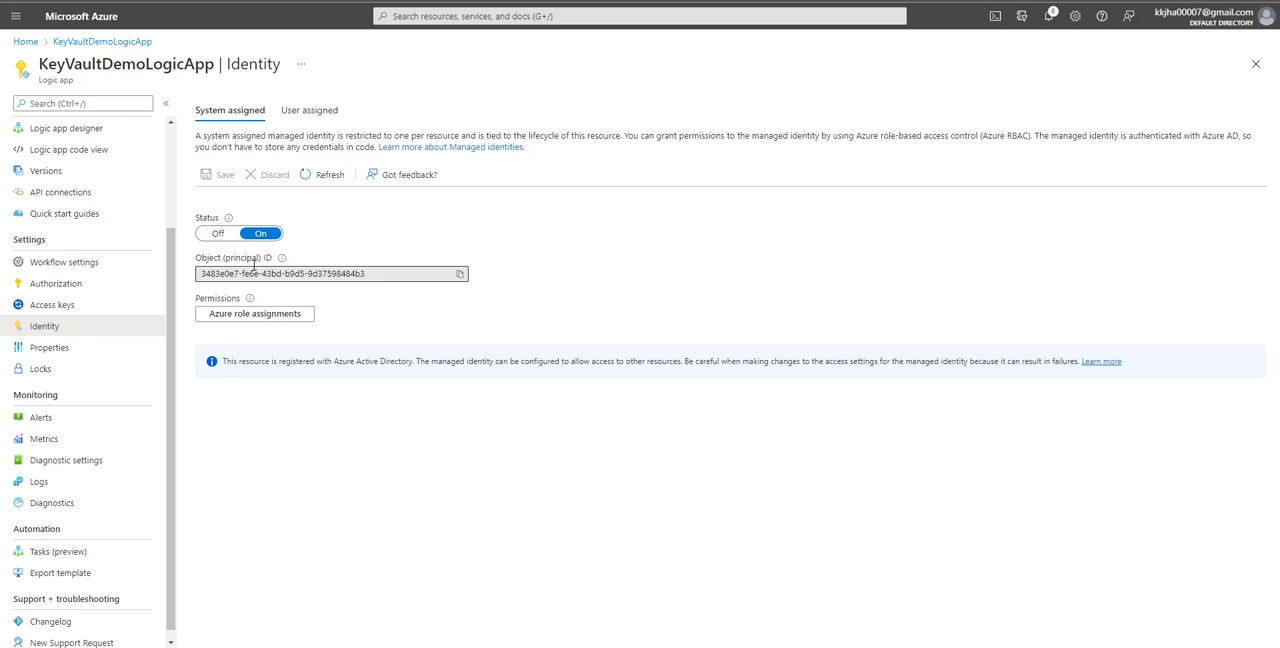 Microsoft Azure
Search resources, services, and docs (G+/)
6
kkjha00007@gmail.com
DEFAULT DIRECTORY
Home > KeyVaultDemoLogicApp
KeyVaultDemoLogicApp | Identity ...
Logic app
Search (Ctrl+/)
«
Logic app designer
Logic app code view
Versions
API connections
Quick start guides
Settings
Workflow settings
Authorization
Access keys
Identity
Properties
Locks
Monitoring
Alerts
Metrics
Diagnostic settings
Logs
Diagnostics
Automation
Tasks (preview)
Export template
Support + troubleshooting
Changelog
New Support Request
System assigned User assigned
A system assigned managed identity is restricted to one per resource and is tied to the lifecycle of this resource. You can grant permissions to the managed identity by using Azure role-based access control (Azure RBAC). The managed identity is authenticated with Azure AD, so
you don't have to store any credentials in code. Learn more about Managed identities.
Save Discard Refresh Got feedback?
Status
Off On
Object (principal) ID
3483e0e7-fe6e-43bd-b9d5-9d37598484b3
Permissions
Azure role assignments
This resource is registered with Azure Active Directory. The managed identity can be configured to allow access to other resources. Be careful when making changes to the access settings for the managed identity because it can result in failures. Learn more